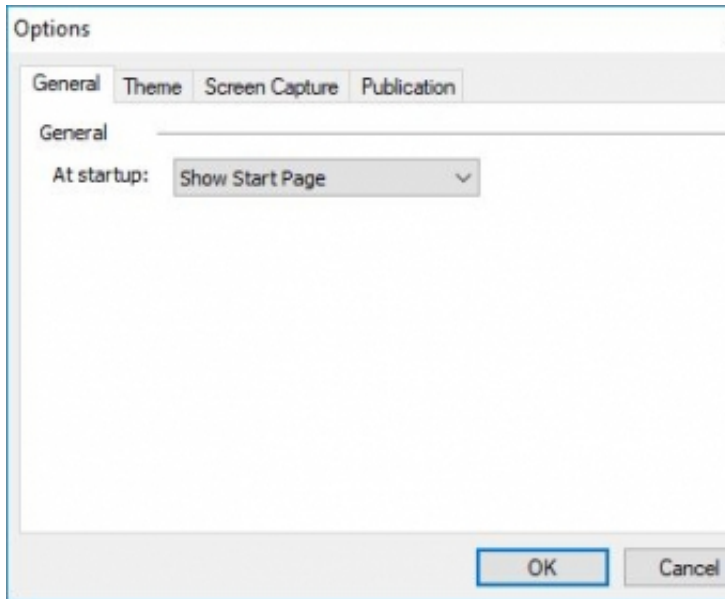 Options
General Theme Screen Capture Publication
General
At startup: Show Start Page
OK Cancel